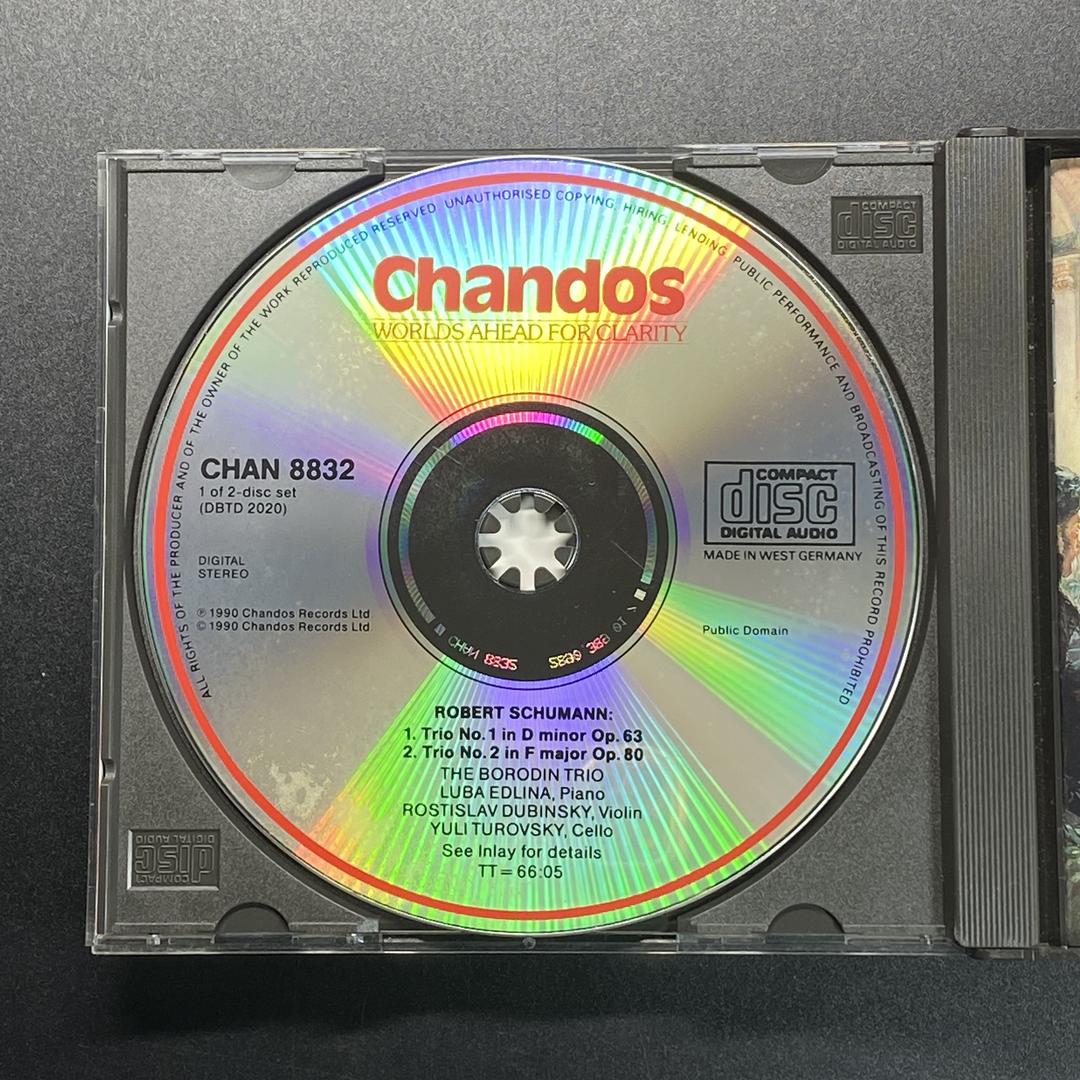 ALL RIGHTS OF THE PRODUCER AND OF THE OWNER OF THE WORK REPRODUCED RESERVED UNAUTHORISED COPYING, HIRING, LENDING, PUBLIC PERFORMANCE AND BROADCASTING OF THIS RECORD PROHIBITED
Chandos
WORLDS AHEAD FOR CLARITY
CHAN 8832
1 of 2-disc set
(DBTD 2020)
DIGITAL
STEREO
℗ 1990 Chandos Records Ltd
© 1990 Chandos Records Ltd
COMPACT
disc
DIGITAL AUDIO
MADE IN WEST GERMANY
Public Domain
ROBERT SCHUMANN:
1. Trio No.1 in D minor Op.63
2. Trio No.2 in F major Op.80
THE BORODIN TRIO
LUBA EDLINA, Piano
ROSTISLAV DUBINSKY, Violin
YULI TUROVSKY, Cello
See Inlay for details
TT = 66:05
COMPACT
disc
DIGITAL AUDIO
COMPACT
disc
DIGITAL AUDIO